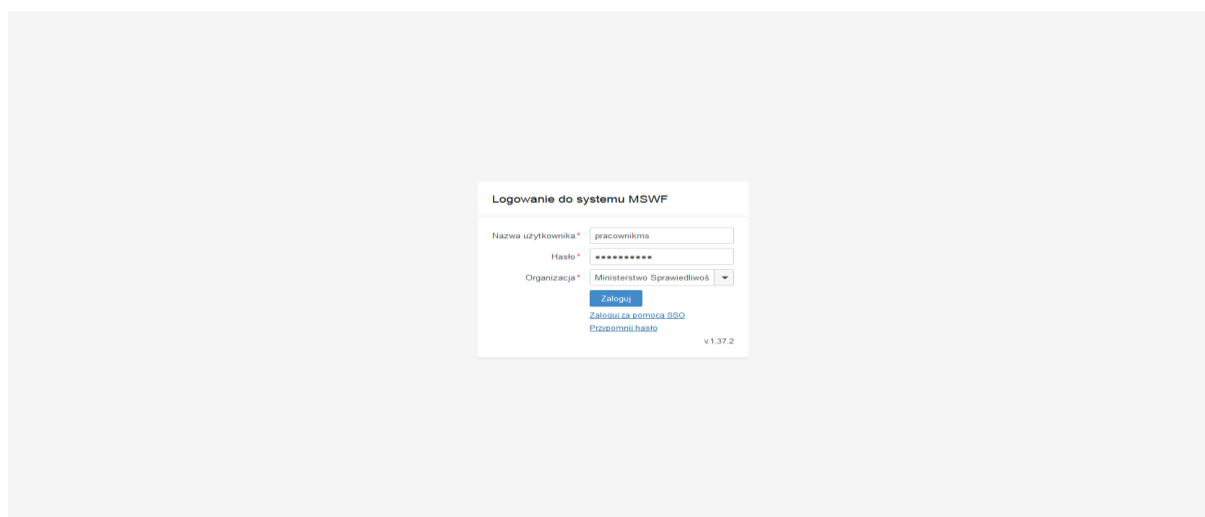 Logowanie do systemu MSWF
Nazwa użytkownika* pracownikms
Hasło* ••••••••••
Organizacja* Ministerstwo Sprawiedliwoś
Zaloguj
Zaloguj za pomocą SSO
Przypomnij hasło
v.1.37.2